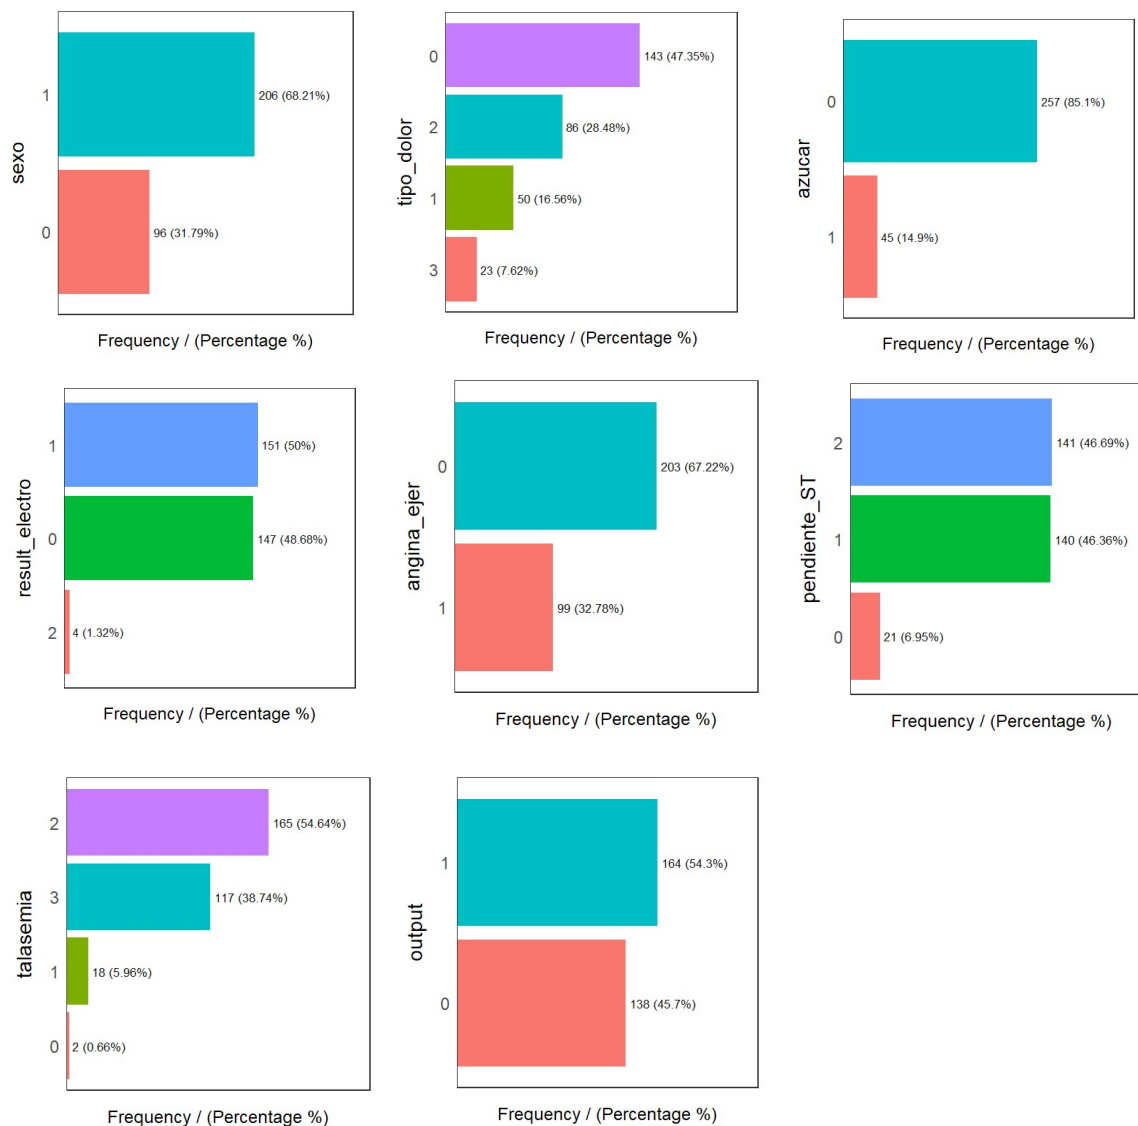 sexo
1
206 (68.21%)
0
96 (31.79%)
Frequency / (Percentage %)
tipo_dolor
0
143 (47.35%)
2
86 (28.48%)
1
50 (16.56%)
3
23 (7.62%)
Frequency / (Percentage %)
azucar
0
257 (85.1%)
1
45 (14.9%)
Frequency / (Percentage %)
result_electro
1
151 (50%)
0
147 (48.68%)
2
4 (1.32%)
Frequency / (Percentage %)
angina_ejer
0
203 (67.22%)
1
99 (32.78%)
Frequency / (Percentage %)
pendiente_ST
2
141 (46.69%)
1
140 (46.36%)
0
21 (6.95%)
Frequency / (Percentage %)
talasemia
2
165 (54.64%)
3
117 (38.74%)
1
18 (5.96%)
0
2 (0.66%)
Frequency / (Percentage %)
output
1
164 (54.3%)
0
138 (45.7%)
Frequency / (Percentage %)